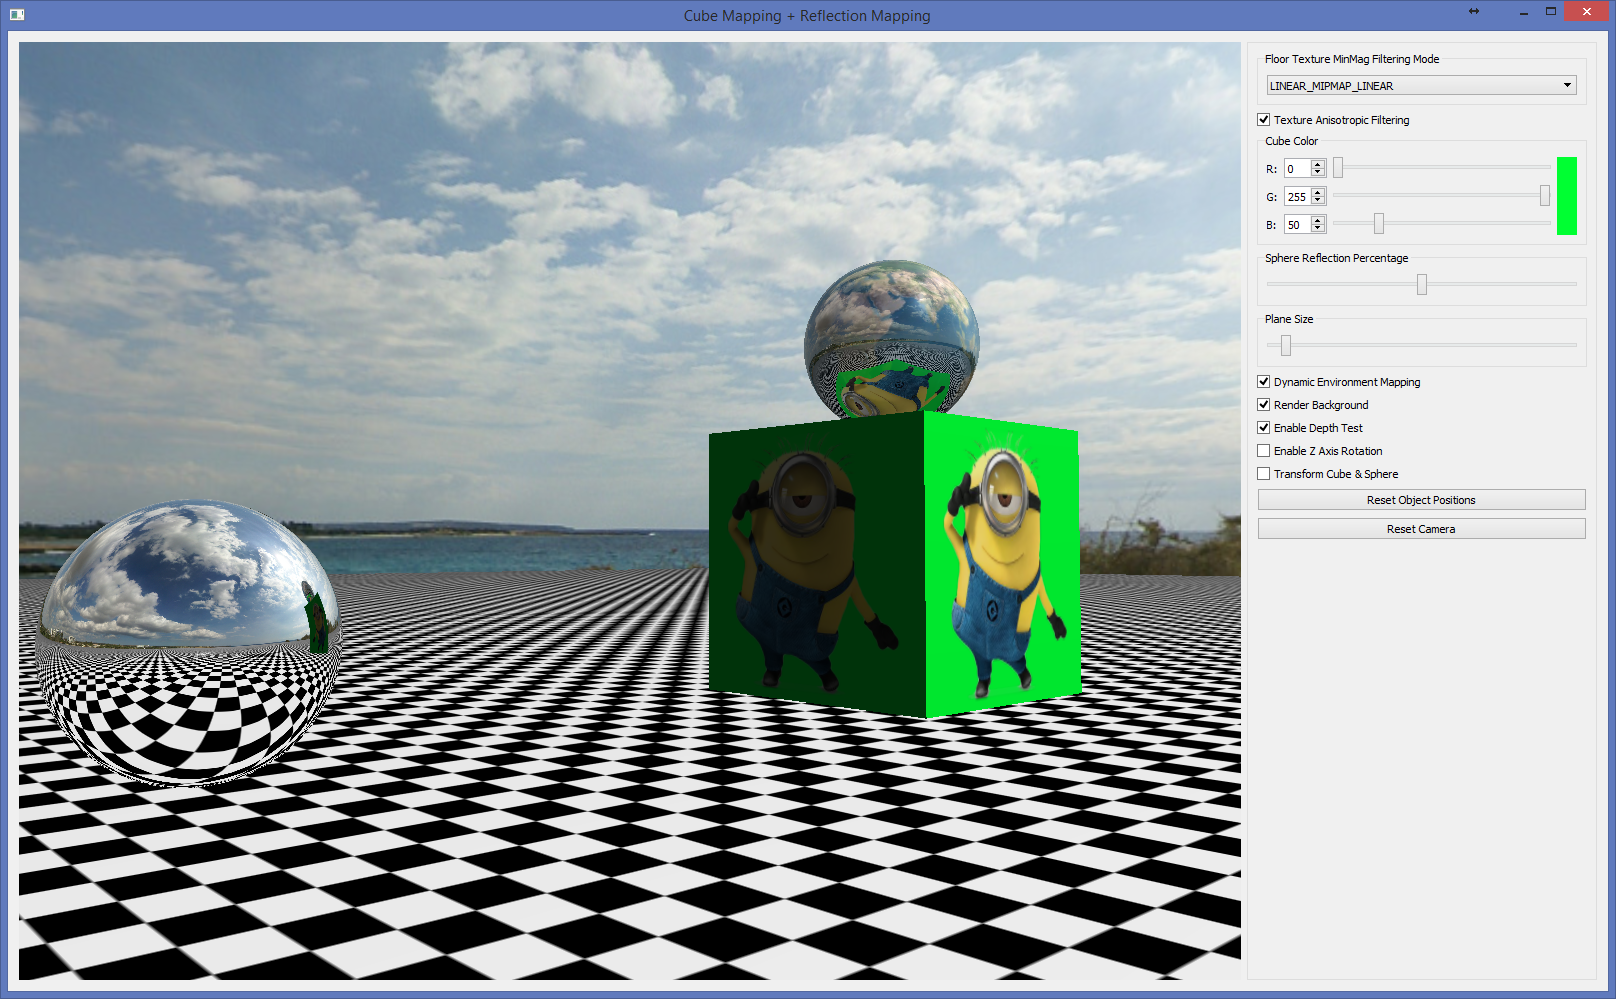 Cube Mapping + Reflection Mapping
Floor Texture MinMag Filtering Mode
LINEAR_MIPMAP_LINEAR
Texture Anisotropic Filtering
Cube Color
R: 0
G: 255
B: 50
Sphere Reflection Percentage
Plane Size
Dynamic Environment Mapping
Render Background
Enable Depth Test
Enable Z Axis Rotation
Transform Cube & Sphere
Reset Object Positions
Reset Camera